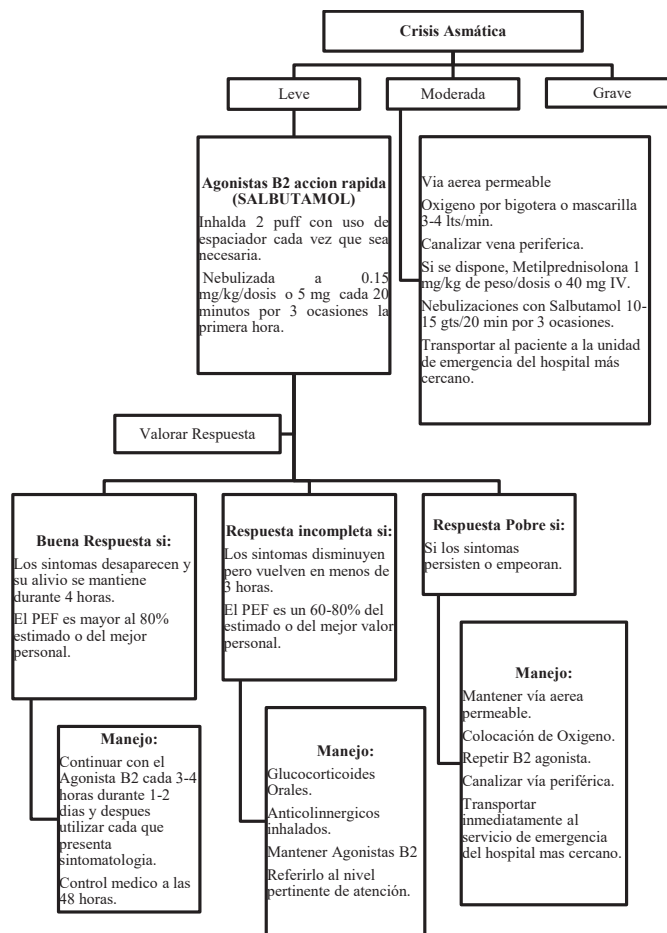 Crisis Asmática
Leve
Moderada
Grave
Agonistas B2 accion rapida
(SALBUTAMOL)
Inhalda 2 puff con uso de
espaciador cada vez que sea
necesaria.
Nebulizada a 0.15
mg/kg/dosis o 5 mg cada 20
minutos por 3 ocasiones la
primera hora.
Via aerea permeable
Oxigeno por bigotera o mascarilla
3-4 lts/min.
Canalizar vena periferica.
Si se dispone, Metilprednisolona 1
mg/kg de peso/dosis o 40 mg IV.
Nebulizaciones con Salbutamol 10-
15 gts/20 min por 3 ocasiones.
Transportar al paciente a la unidad
de emergencia del hospital más
cercano.
Valorar Respuesta
Buena Respuesta si:
Los sintomas desaparecen y
su alivio se mantiene
durante 4 horas.
El PEF es mayor al 80%
estimado o del mejor
personal.
Respuesta incompleta si:
Los sintomas disminuyen
pero vuelven en menos de
3 horas.
El PEF es un 60-80% del
estimado o del mejor valor
personal.
Respuesta Pobre si:
Si los sintomas
persisten o empeoran.
Manejo:
Continuar con el
Agonista B2 cada 3-4
horas durante 1-2
dias y despues
utilizar cada que
presenta
sintomatologia.
Control medico a las
48 horas.
Manejo:
Glucocorticoides
Orales.
Anticolinnergicos
inhalados.
Mantener Agonistas B2
Referirlo al nivel
pertinente de atención.
Manejo:
Mantener vía aerea
permeable.
Colocación de Oxigeno.
Repetir B2 agonista.
Canalizar vía periférica.
Transportar
inmediatamente al
servicio de emergencia
del hospital mas cercano.